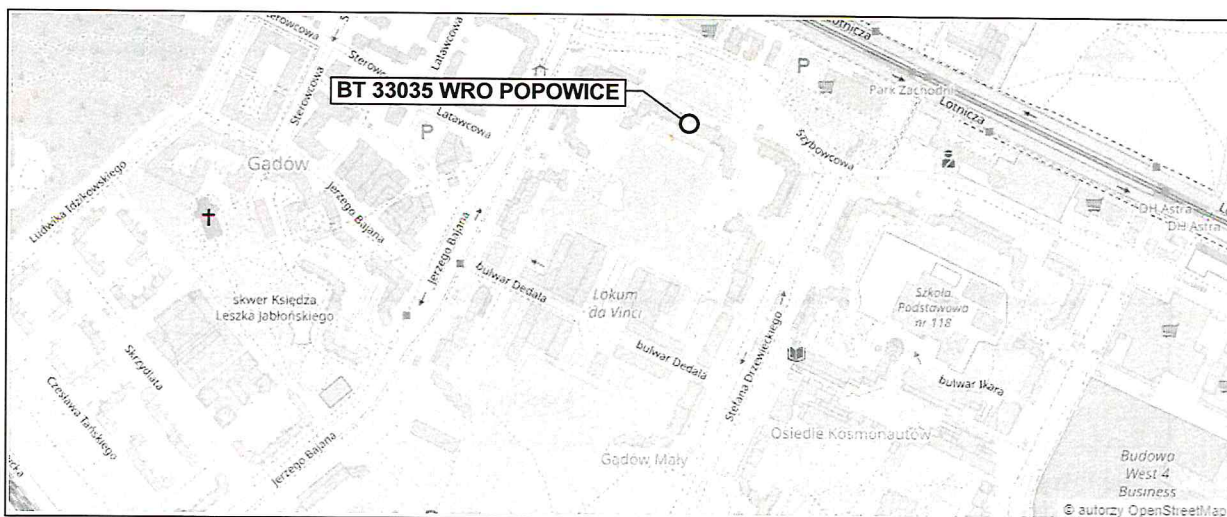 Sterowcowa
Lotnicza
Latawcowa
Sterowcowa
BT 33035 WRO POPOWICE
P
Park Zachodni
Lotnicza
Latawcowa
P
Szybowcowa
Gądów
Ludwika Idzikowskiego
Jerzego Bajana
Jerzego Bajana
DH Astra
DH Astra
bulwar Dedala
skwer Księdza
Leszka Jabłońskiego
Lokum
da Vinci
Szkoła
Podstawowa
nr 118
Stefana Drzewieckiego
bulwar Dedala
bulwar Ikara
Skrzydlata
Czesława Tańskiego
Jerzego Bajana
Gądów Mały
Osiedle Kosmonautów
Budowa
West 4
Business
© autorzy OpenStreetMap